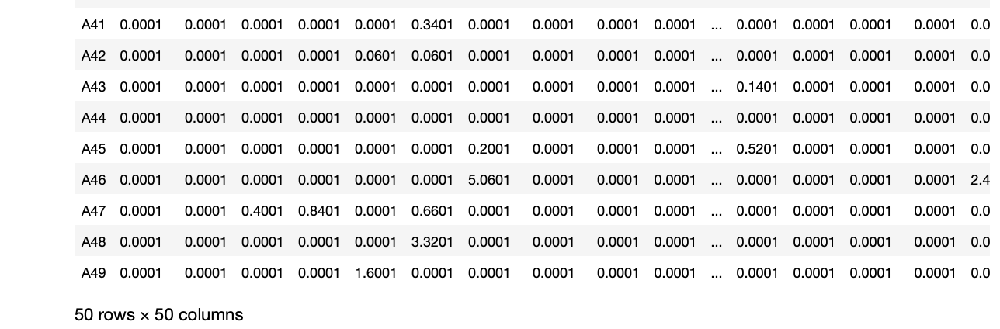 A41 0.0001 0.0001 0.0001 0.0001 0.0001 0.3401 0.0001 0.0001 0.0001 0.0001 ... 0.0001 0.0001 0.0001 0.0001 0.0
A42 0.0001 0.0001 0.0001 0.0001 0.0601 0.0601 0.0001 0.0001 0.0001 0.0001 ... 0.0001 0.0001 0.0001 0.0001 0.0
A43 0.0001 0.0001 0.0001 0.0001 0.0001 0.0001 0.0001 0.0001 0.0001 0.0001 ... 0.1401 0.0001 0.0001 0.0001 0.0
A44 0.0001 0.0001 0.0001 0.0001 0.0001 0.0001 0.0001 0.0001 0.0001 0.0001 ... 0.0001 0.0001 0.0001 0.0001 0.0
A45 0.0001 0.0001 0.0001 0.0001 0.0001 0.0001 0.2001 0.0001 0.0001 0.0001 ... 0.5201 0.0001 0.0001 0.0001 0.0
A46 0.0001 0.0001 0.0001 0.0001 0.0001 0.0001 5.0601 0.0001 0.0001 0.0001 ... 0.0001 0.0001 0.0001 0.0001 2.4
A47 0.0001 0.0001 0.4001 0.8401 0.0001 0.6601 0.0001 0.0001 0.0001 0.0001 ... 0.0001 0.0001 0.0001 0.0001 0.0
A48 0.0001 0.0001 0.0001 0.0001 0.0001 3.3201 0.0001 0.0001 0.0001 0.0001 ... 0.0001 0.0001 0.0001 0.0001 0.0
A49 0.0001 0.0001 0.0001 0.0001 1.6001 0.0001 0.0001 0.0001 0.0001 0.0001 ... 0.0001 0.0001 0.0001 0.0001 0.0
50 rows × 50 columns